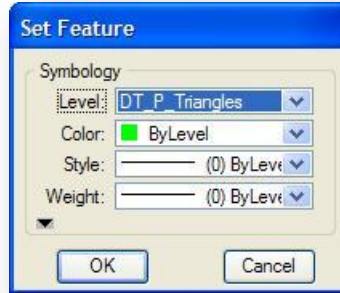 Set Feature
Symbology
Level: DT_P_Triangles
Color: ByLevel
Style: (0) ByLeve
Weight: (0) ByLeve
OK Cancel